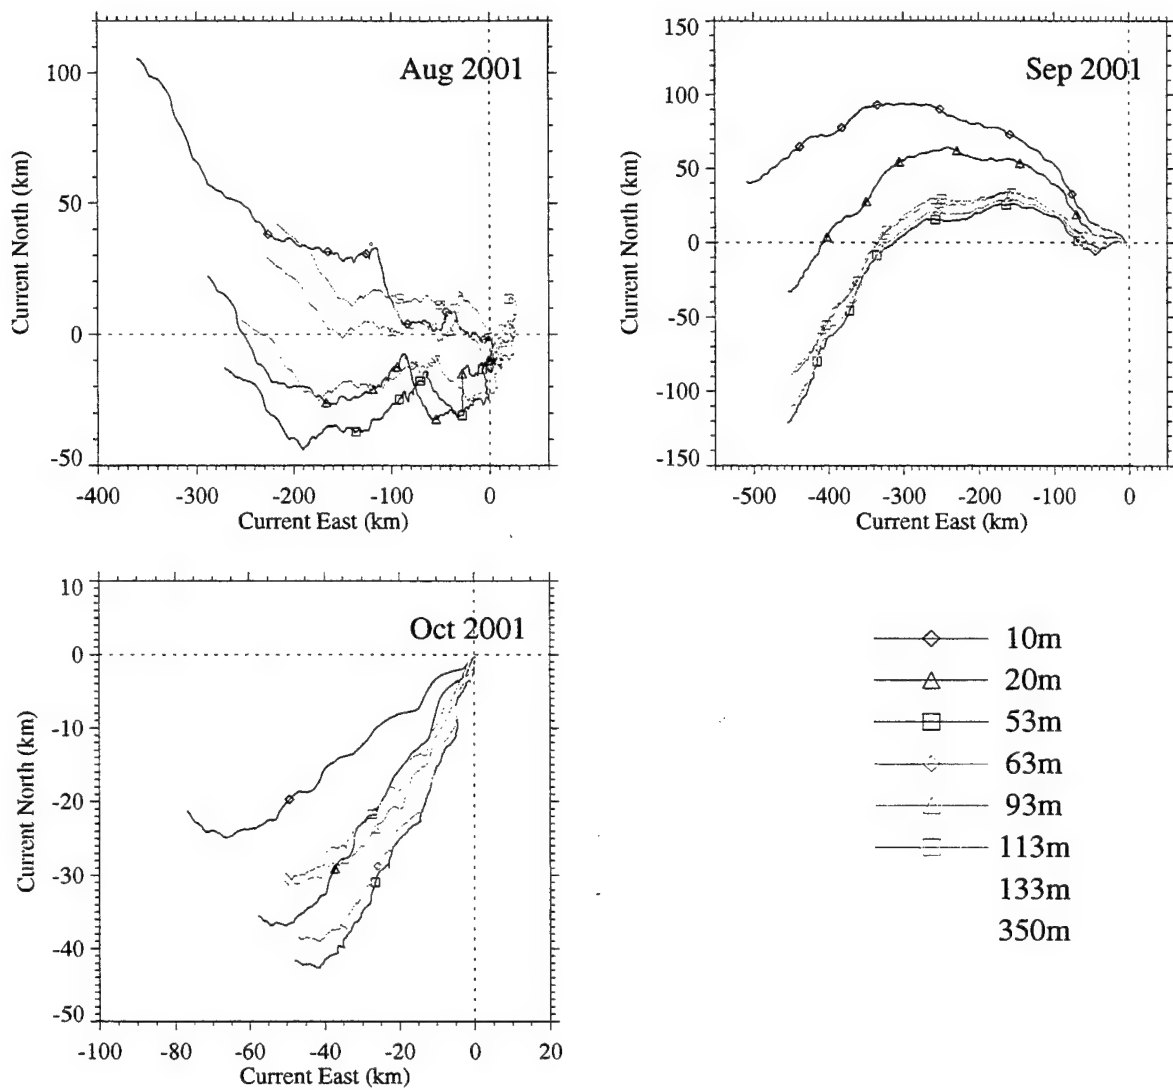 Aug 2001
100
50
0
-50
Current North (km)
-400 -300 -200 -100 0
Current East (km)
Sep 2001
150
100
50
0
-50
-100
-150
Current North (km)
-500 -400 -300 -200 -100 0
Current East (km)
Oct 2001
10
0
-10
-20
-30
-40
-50
Current North (km)
-100 -80 -60 -40 -20 0 20
Current East (km)
10m
20m
53m
63m
93m
113m
133m
350m